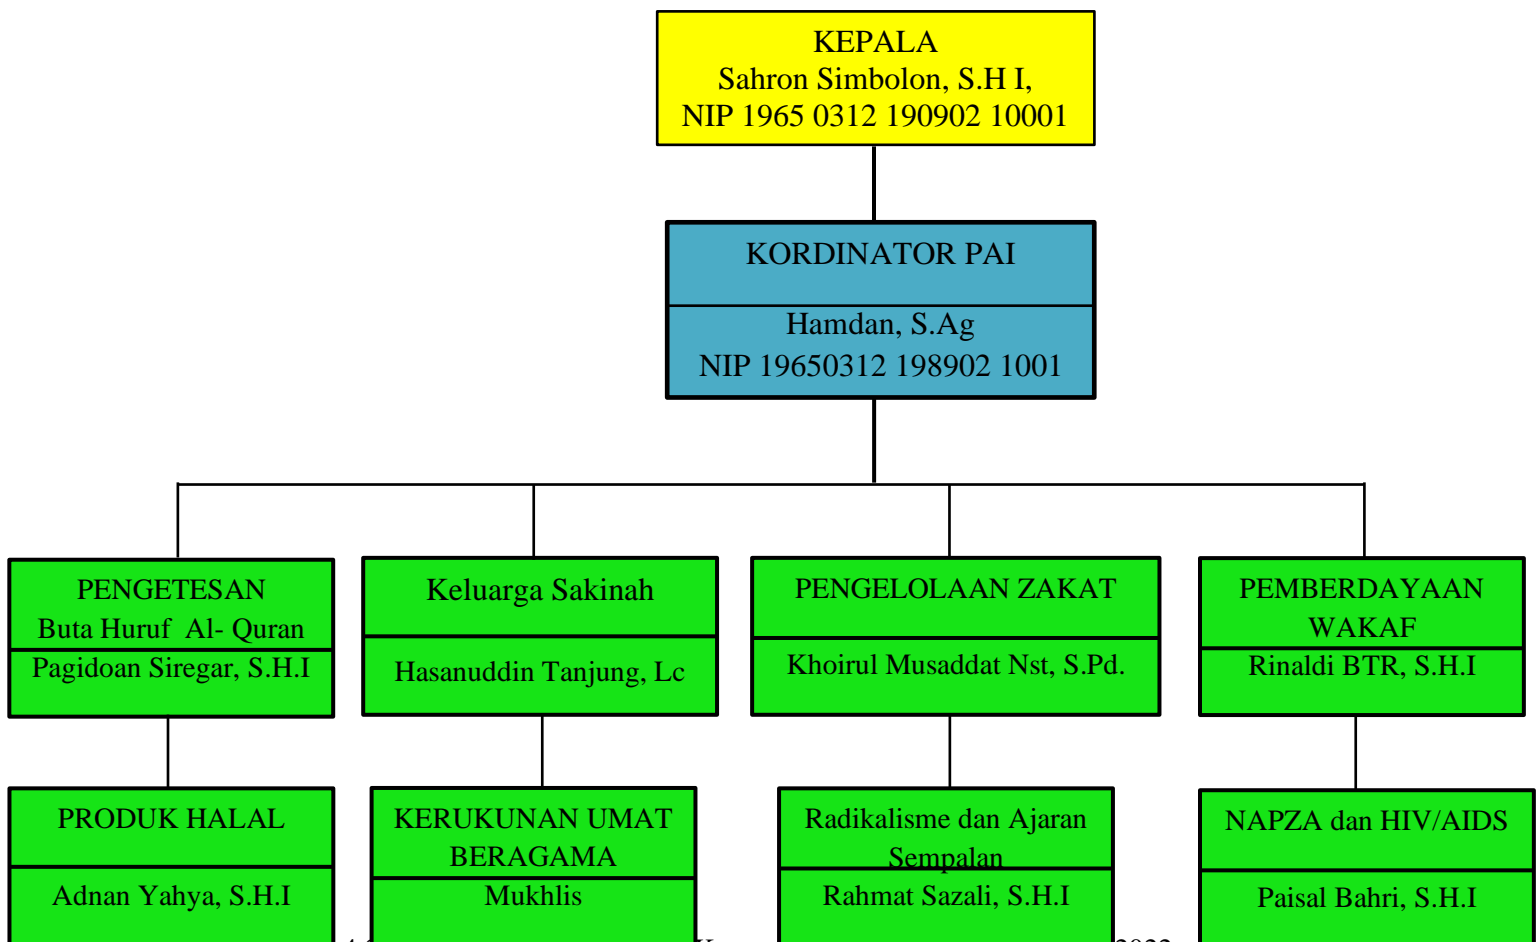 KEPALA
Sahron Simbolon, S.H I,
NIP 1965 0312 190902 10001
KORDINATOR PAI
Hamdan, S.Ag
NIP 19650312 198902 1001
PENGETESAN
Buta Huruf Al- Quran
Pagidoan Siregar, S.H.I
Keluarga Sakinah
Hasanuddin Tanjung, Lc
PENGELOLAAN ZAKAT
Khoirul Musaddat Nst, S.Pd.
PEMBERDAYAAN
WAKAF
Rinaldi BTR, S.H.I
PRODUK HALAL
Adnan Yahya, S.H.I
KERUKUNAN UMAT
BERAGAMA
Mukhlis
Radikalisme dan Ajaran
Sempalan
Rahmat Sazali, S.H.I
NAPZA dan HIV/AIDS
Paisal Bahri, S.H.I